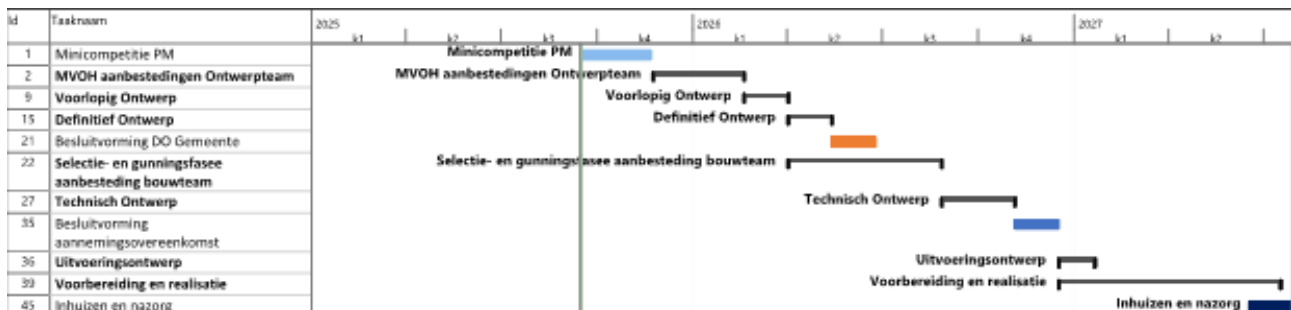 Id Taaknaam 2025 2026 2027
k1 k2 k3 k4 k1 k2 k3 k4 k1 k2
1 Minicompetitie PM Minicompetitie PM
2 MVOH aanbestedingen Ontwerpteam MVOH aanbestedingen Ontwerpteam
9 Voorlopig Ontwerp Voorlopig Ontwerp
15 Definitief Ontwerp Definitief Ontwerp
21 Besluitvorming DO Gemeente
22 Selectie- en gunningsfasee Selectie- en gunningsfasee aanbesteding bouwteam
aanbesteding bouwteam
27 Technisch Ontwerp Technisch Ontwerp
35 Besluitvorming
aannemingsovereenkomst
36 Uitvoeringsontwerp Uitvoeringsontwerp
39 Voorbereiding en realisatie Voorbereiding en realisatie
45 Inhuizen en nazorg Inhuizen en nazorg